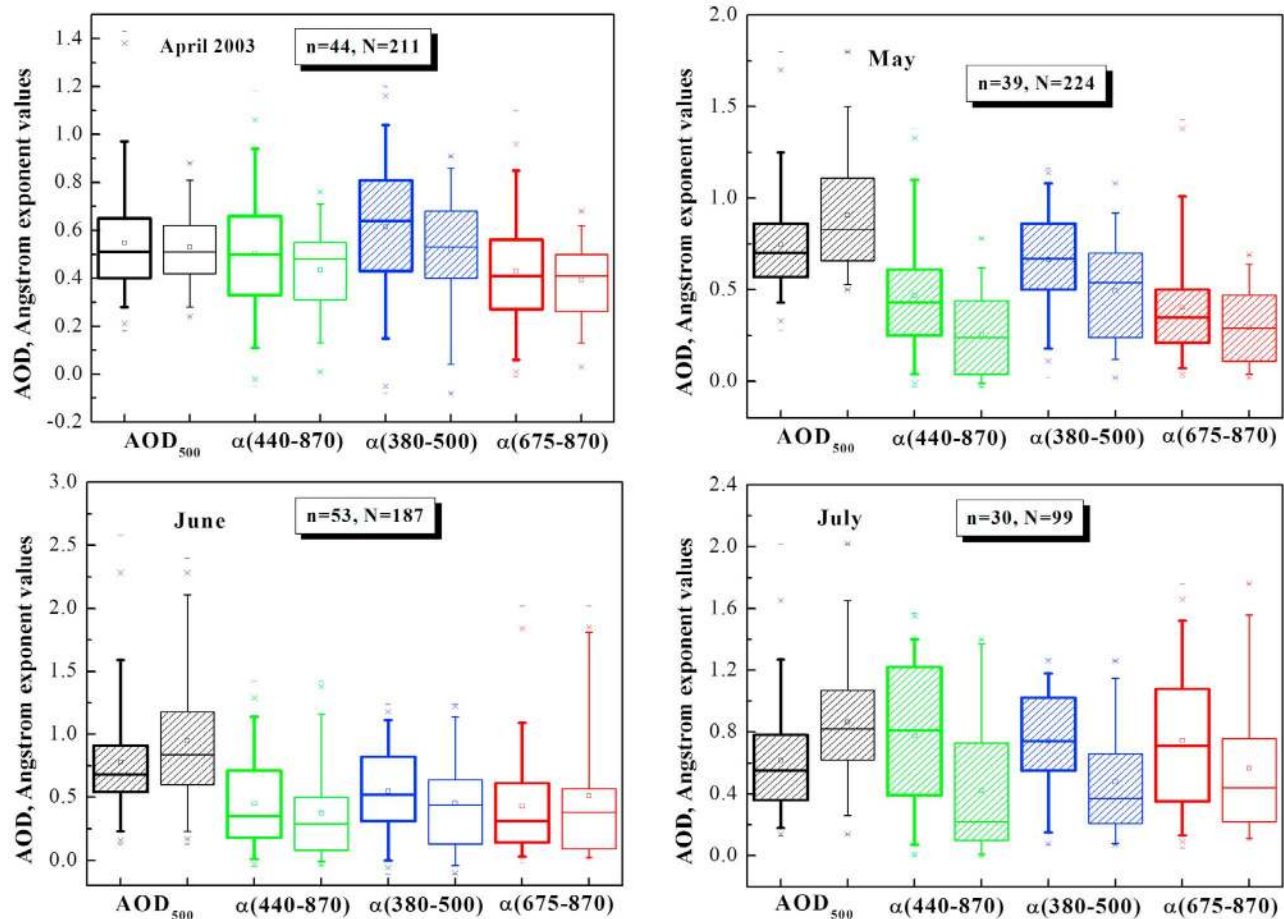 April 2003
n=44, N=211
AOD, Angstrom exponent values
1.4
1.2
1.0
0.8
0.6
0.4
0.2
0.0
-0.2
AOD₅₀₀
α(440-870)
α(380-500)
α(675-870)
May
n=39, N=224
AOD, Angstrom exponent values
2.0
1.5
1.0
0.5
0.0
AOD₅₀₀
α(440-870)
α(380-500)
α(675-870)
June
n=53, N=187
AOD, Angstrom exponent values
3.0
2.5
2.0
1.5
1.0
0.5
0.0
AOD₅₀₀
α(440-870)
α(380-500)
α(675-870)
July
n=30, N=99
AOD, Angstrom exponent values
2.4
2.0
1.6
1.2
0.8
0.4
0.0
AOD₅₀₀
α(440-870)
α(380-500)
α(675-870)